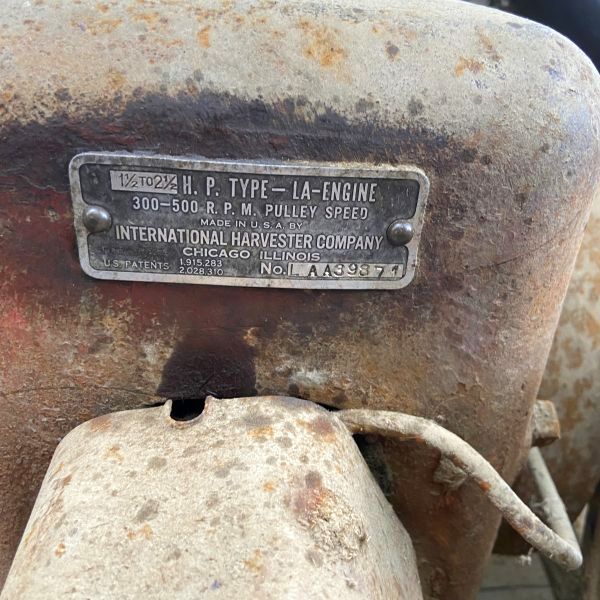 1½ TO 2½ H. P. TYPE – LA-ENGINE
300-500 R. P. M. PULLEY SPEED
MADE IN U.S.A. BY
INTERNATIONAL HARVESTER COMPANY
CHICAGO ILLINOIS
U.S. PATENTS 1.915.283
2.028.310 No. L AA39371